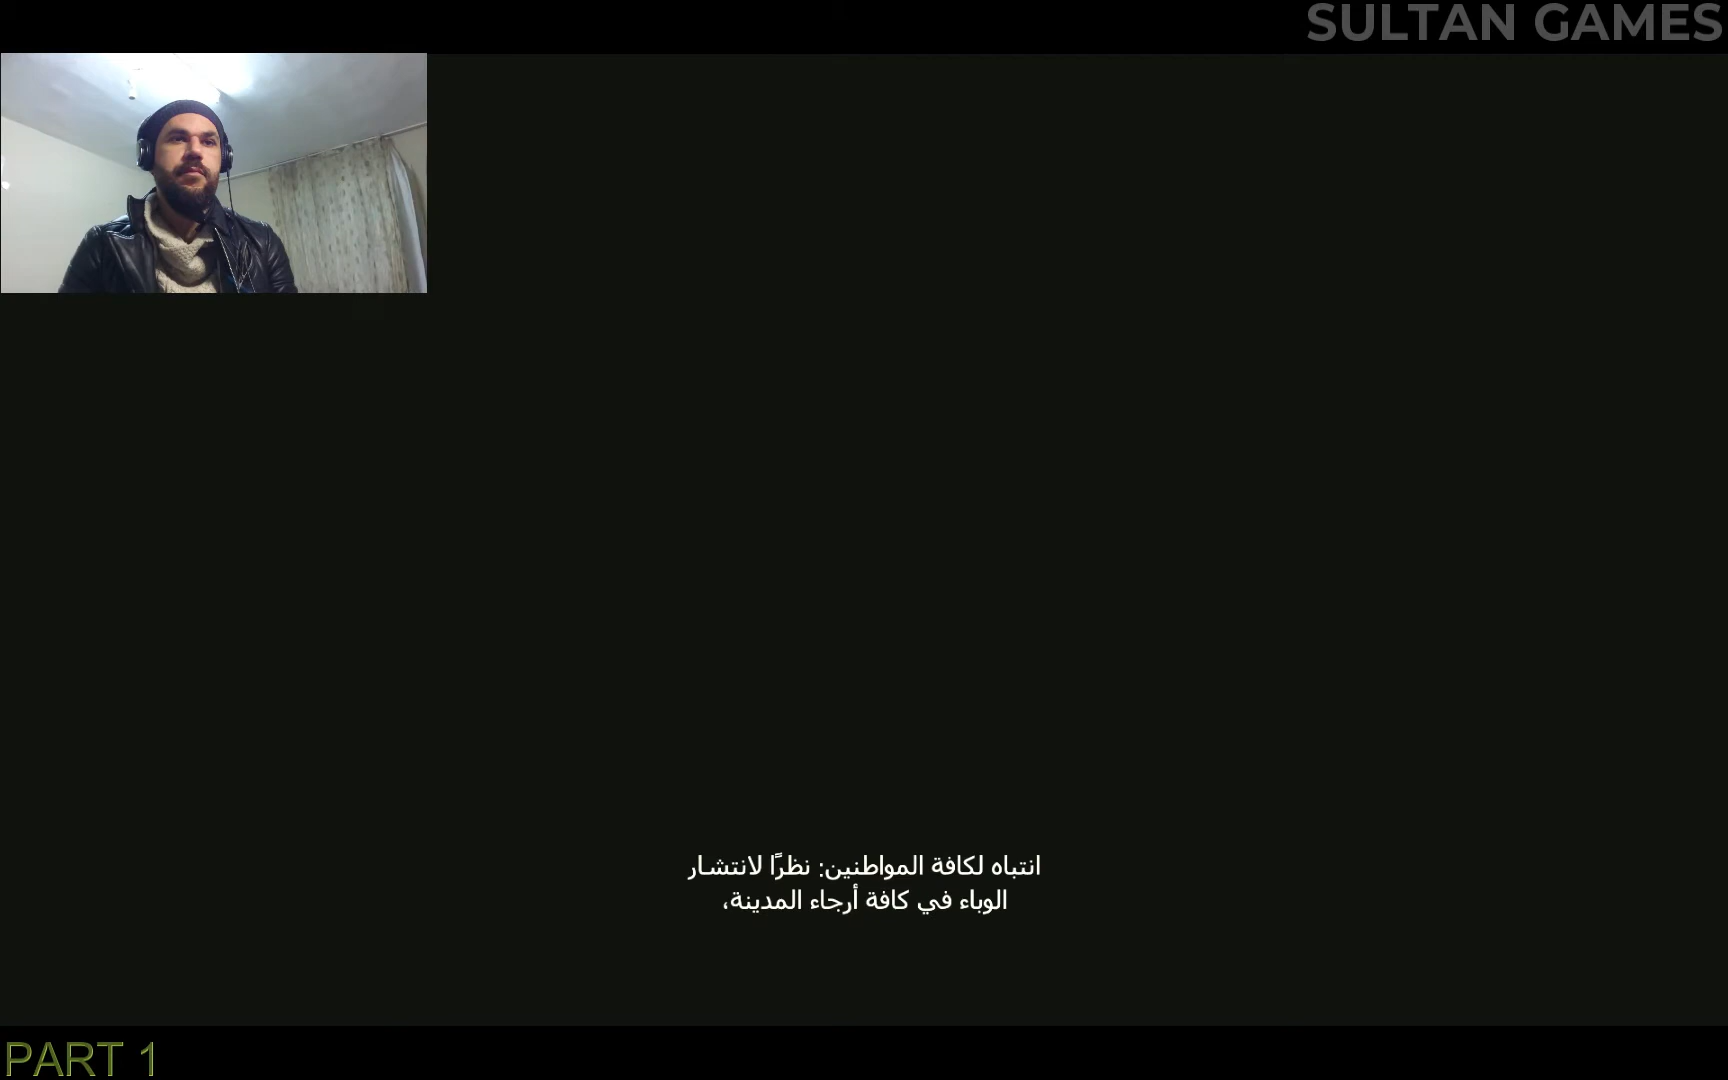 SULTAN GAMES
انتباه لكافة المواطنين: نظرًا لانتشار
الوباء في كافة أرجاء المدينة،
PART 1